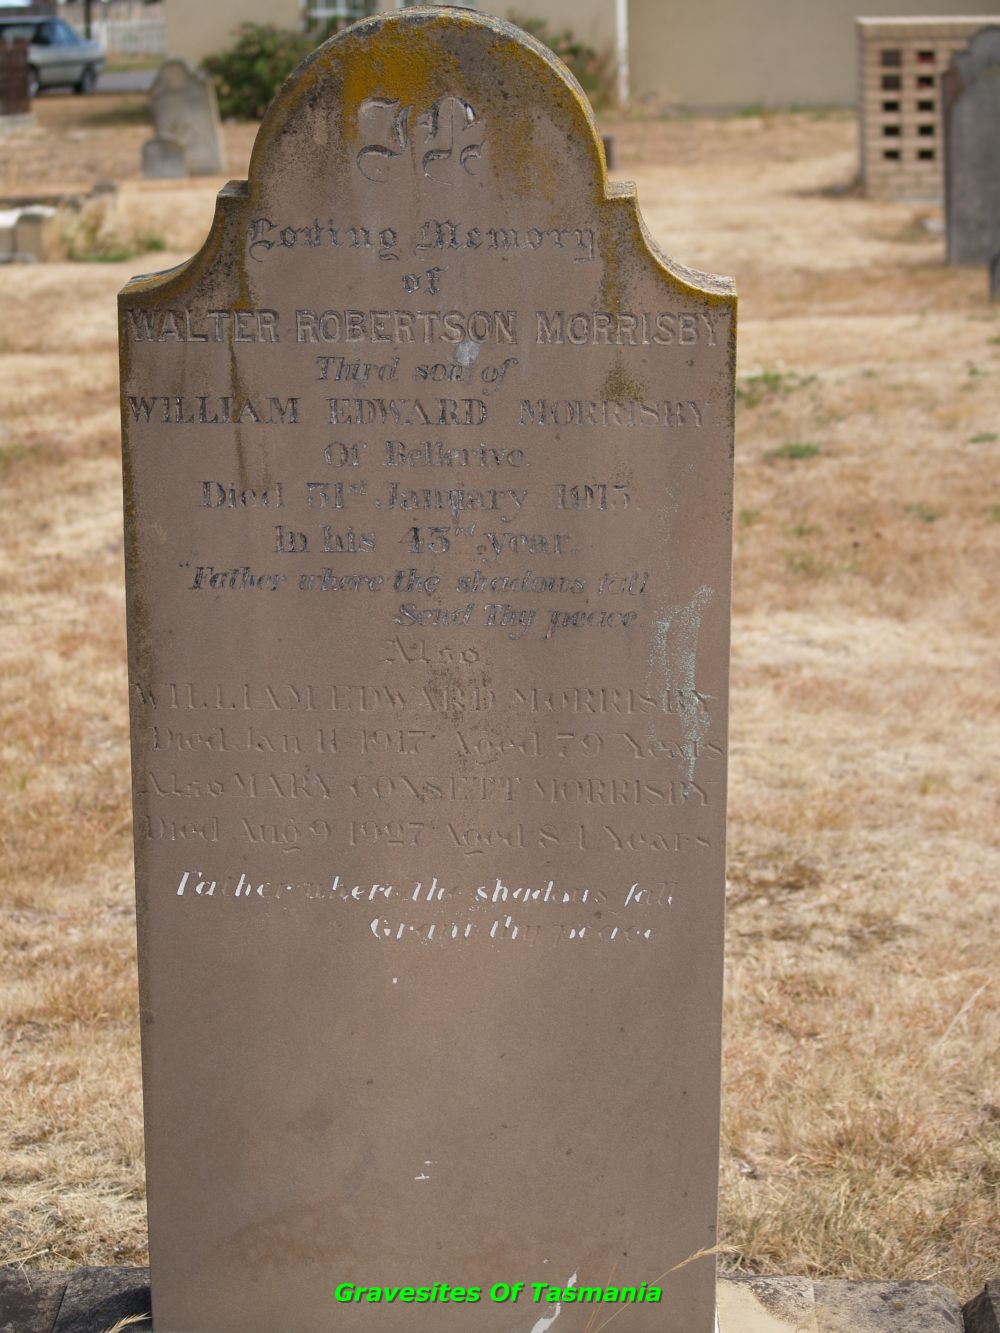 In
Loving Memory
of
WALTER ROBERTSON MORRISBY
Third son of
WILLIAM EDWARD MORRISBY
Of Bellerive.
Died 31st January 1915.
In his 45rd year.
"Father where the shadows fall
Send Thy peace.
Also
WILLIAM EDWARD MORRISBY
Died Jan 11 1917 Aged 79 Years
Also MARY CONSETT MORRISBY
Died Aug 9 1927 Aged 84 Years
Father where the shadows fall
Grant thy peace
Gravesites Of Tasmania